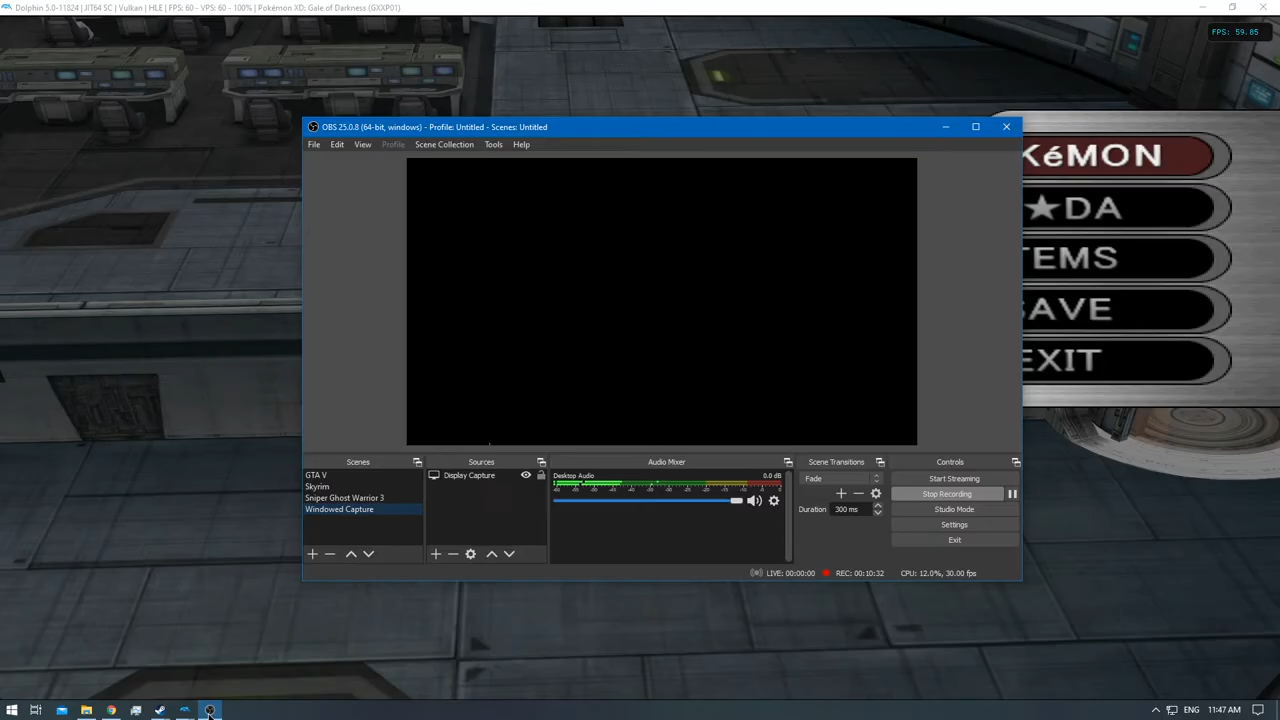 Dolphin 5.0-11824 | JIT64 SC | Vulkan | HLE | FPS: 60 - VPS: 60 - 100% | Pokémon XD: Gale of Darkness (GXXP01)
FPS: 59.85
OBS 25.0.8 (64-bit, windows) - Profile: Untitled - Scenes: Untitled
File Edit View Profile Scene Collection Tools Help
KéMON
★DA
TEMS
SAVE
EXIT
Scenes
GTA V
Skyrim
Sniper Ghost Warrior 3
Windowed Capture
Sources
Display Capture
Audio Mixer
Desktop Audio 0.0 dB
Scene Transitions
Fade
Duration 300 ms
Controls
Start Streaming
Stop Recording
Studio Mode
Settings
Exit
LIVE: 00:00:00 REC: 00:10:32 CPU: 12.0%, 30.00 fps
ENG 11:47 AM